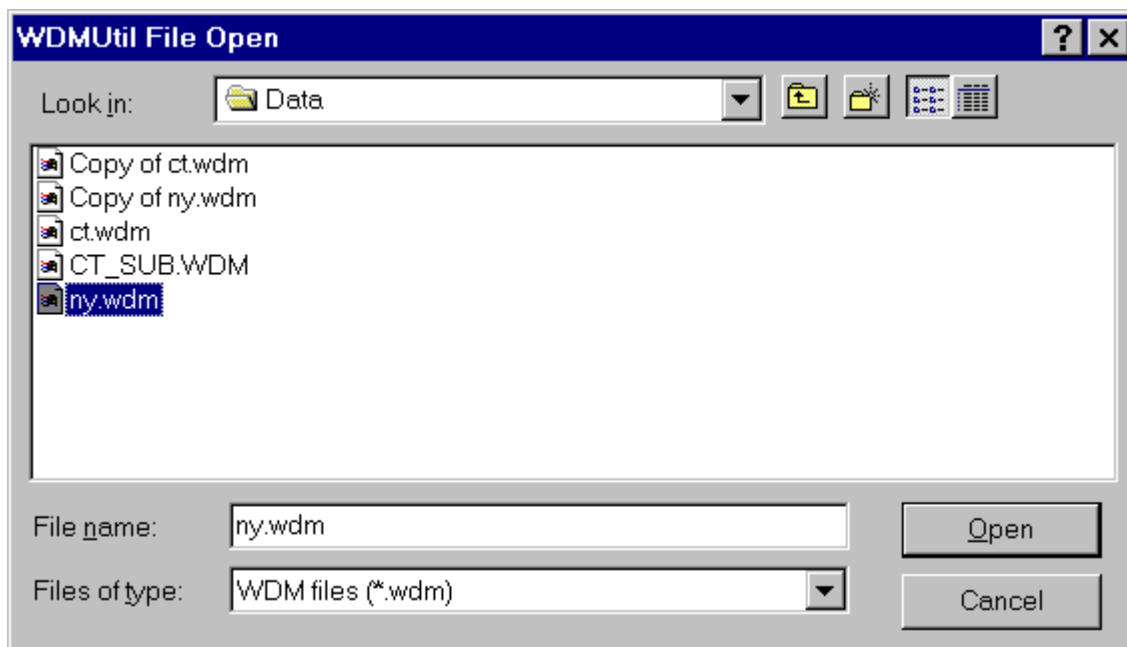 WDMUtil File Open
Look in: Data
Copy of ct.wdm
Copy of ny.wdm
ct.wdm
CT_SUB.WDM
ny.wdm
File name: ny.wdm
Open
Files of type: WDM files (*.wdm)
Cancel